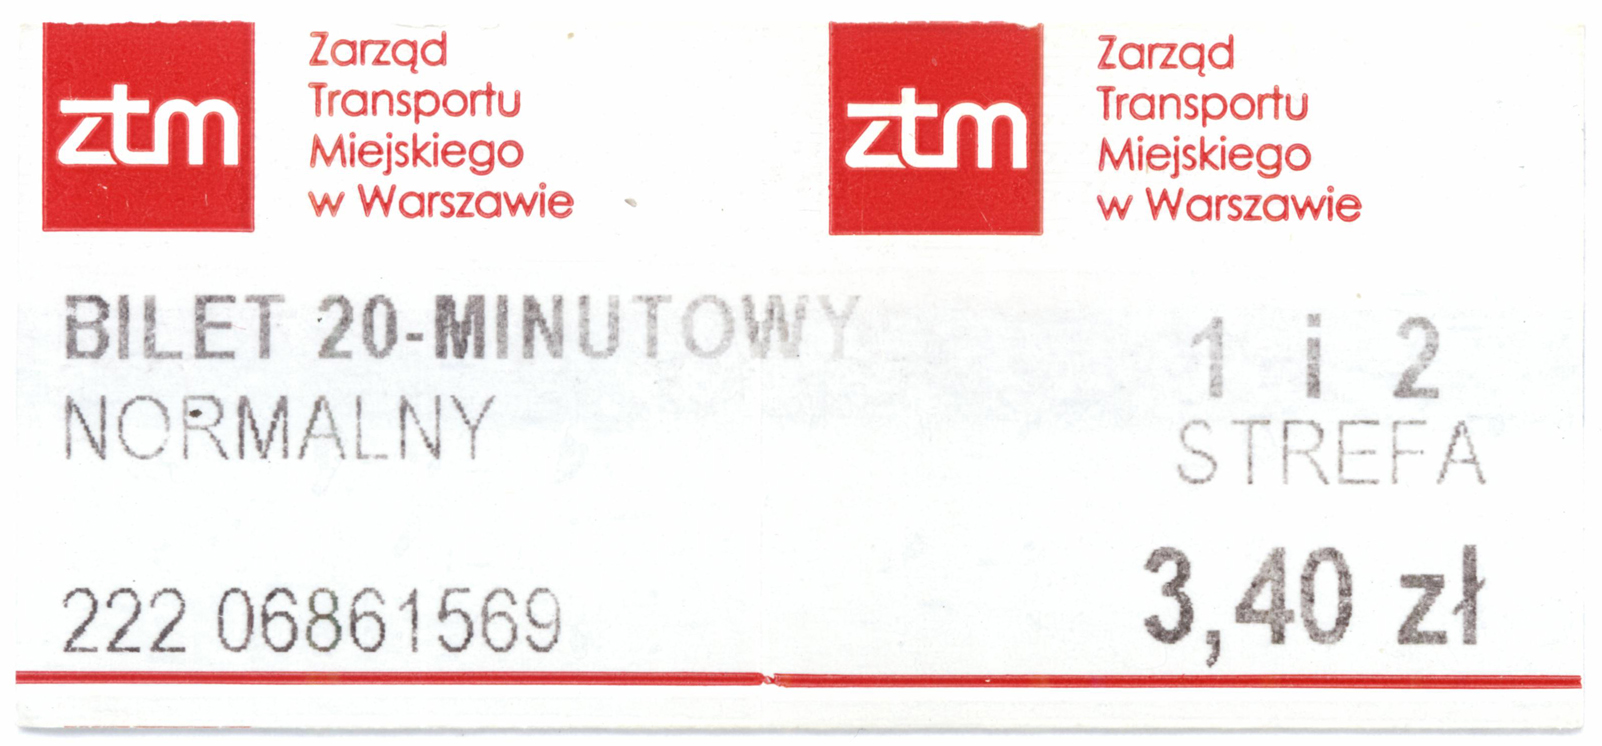 ztm
Zarząd
Transportu
Miejskiego
w Warszawie
ztm
Zarząd
Transportu
Miejskiego
w Warszawie
BILET 20-MINUTOWY
NORMALNY
1 i 2
STREFA
222 06861569
3,40 zł